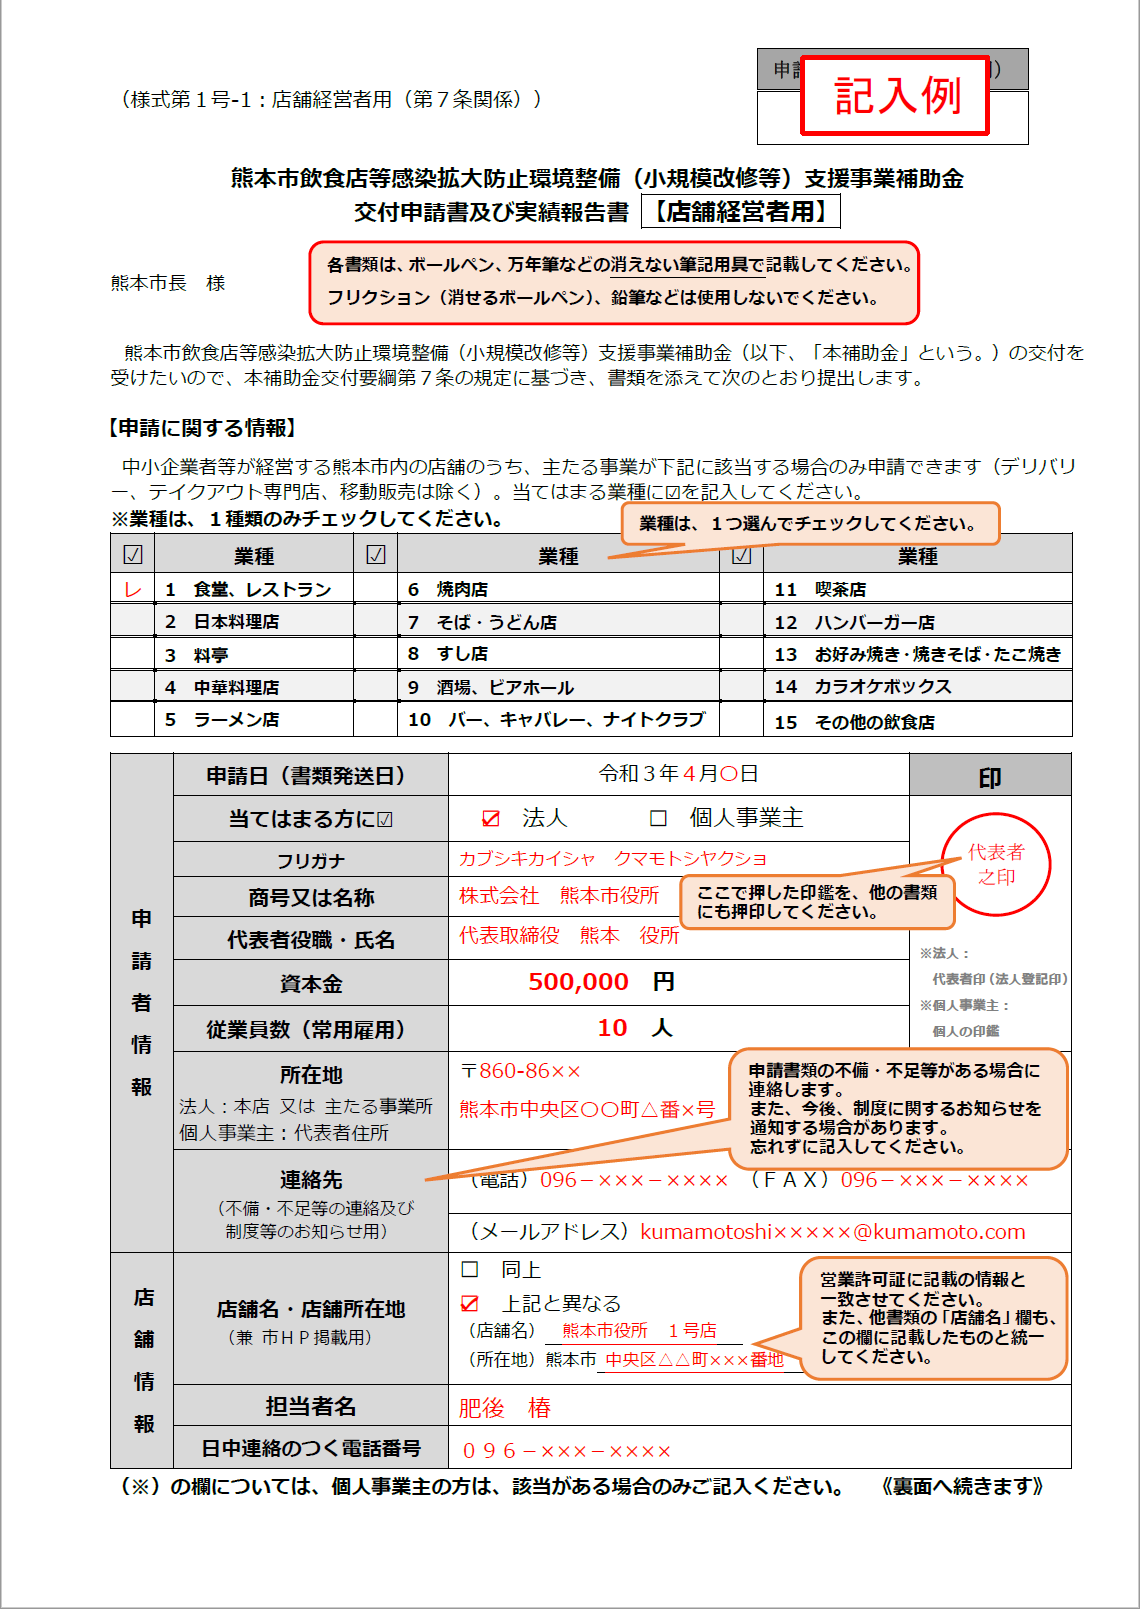 （様式第１号-1：店舗経営者用（第７条関係））
申請
記入例
熊本市飲食店等感染拡大防止環境整備（小規模改修等）支援事業補助金
交付申請書及び実績報告書 【店舗経営者用】
熊本市長　様
各書類は、ボールペン、万年筆などの消えない筆記用具で記載してください。
フリクション（消せるボールペン）、鉛筆などは使用しないでください。
熊本市飲食店等感染拡大防止環境整備（小規模改修等）支援事業補助金（以下、「本補助金」という。）の交付を
受けたいので、本補助金交付要綱第７条の規定に基づき、書類を添えて次のとおり提出します。
【申請に関する情報】
中小企業者等が経営する熊本市内の店舗のうち、主たる事業が下記に該当する場合のみ申請できます（デリバリ
ー、テイクアウト専門店、移動販売は除く）。当てはまる業種に☑を記入してください。
※業種は、１種類のみチェックしてください。
業種は、１つ選んでチェックしてください。
☑ 業種 ☑ 業種 ☑ 業種
レ 1　食堂、レストラン 6　焼肉店 11　喫茶店
2　日本料理店 7　そば・うどん店 12　ハンバーガー店
3　料亭 8　すし店 13　お好み焼き・焼きそば・たこ焼き
4　中華料理店 9　酒場、ビアホール 14　カラオケボックス
5　ラーメン店 10　バー、キャバレー、ナイトクラブ 15　その他の飲食店
申請者情報
申請日（書類発送日） 令和３年４月〇日 印
当てはまる方に☑ ☑　法人 ☐　個人事業主
フリガナ カブシキカイシャ　クマモトシヤクショ
代表者
之印
商号又は名称 株式会社　熊本市役所
ここで押した印鑑を、他の書類
にも押印してください。
代表者役職・氏名 代表取締役　熊本　役所
※法人：
代表者印（法人登記印）
※個人事業主：
個人の印鑑
資本金 500,000　円
従業員数（常用雇用） 10　人
所在地
法人：本店 又は 主たる事業所
個人事業主：代表者住所
〒860-86××
熊本市中央区〇〇町△番×号
申請書類の不備・不足等がある場合に
連絡します。
また、今後、制度に関するお知らせを
通知する場合があります。
忘れずに記入してください。
連絡先
（不備・不足等の連絡及び
制度等のお知らせ用）
（電話）096－×××－×××× （ＦＡＸ）096－×××－××××
（メールアドレス）kumamotoshi×××××@kumamoto.com
店舗情報
店舗名・店舗所在地
（兼 市ＨＰ掲載用）
☐　同上
☑　上記と異なる
（店舗名）　熊本市役所　１号店
（所在地）熊本市 中央区△△町×××番地
営業許可証に記載の情報と
一致させてください。
また、他書類の「店舗名」欄も、
この欄に記載したものと統一
してください。
担当者名 肥後　椿
日中連絡のつく電話番号 ０９６－×××－××××
（※）の欄については、個人事業主の方は、該当がある場合のみご記入ください。　《裏面へ続きます》